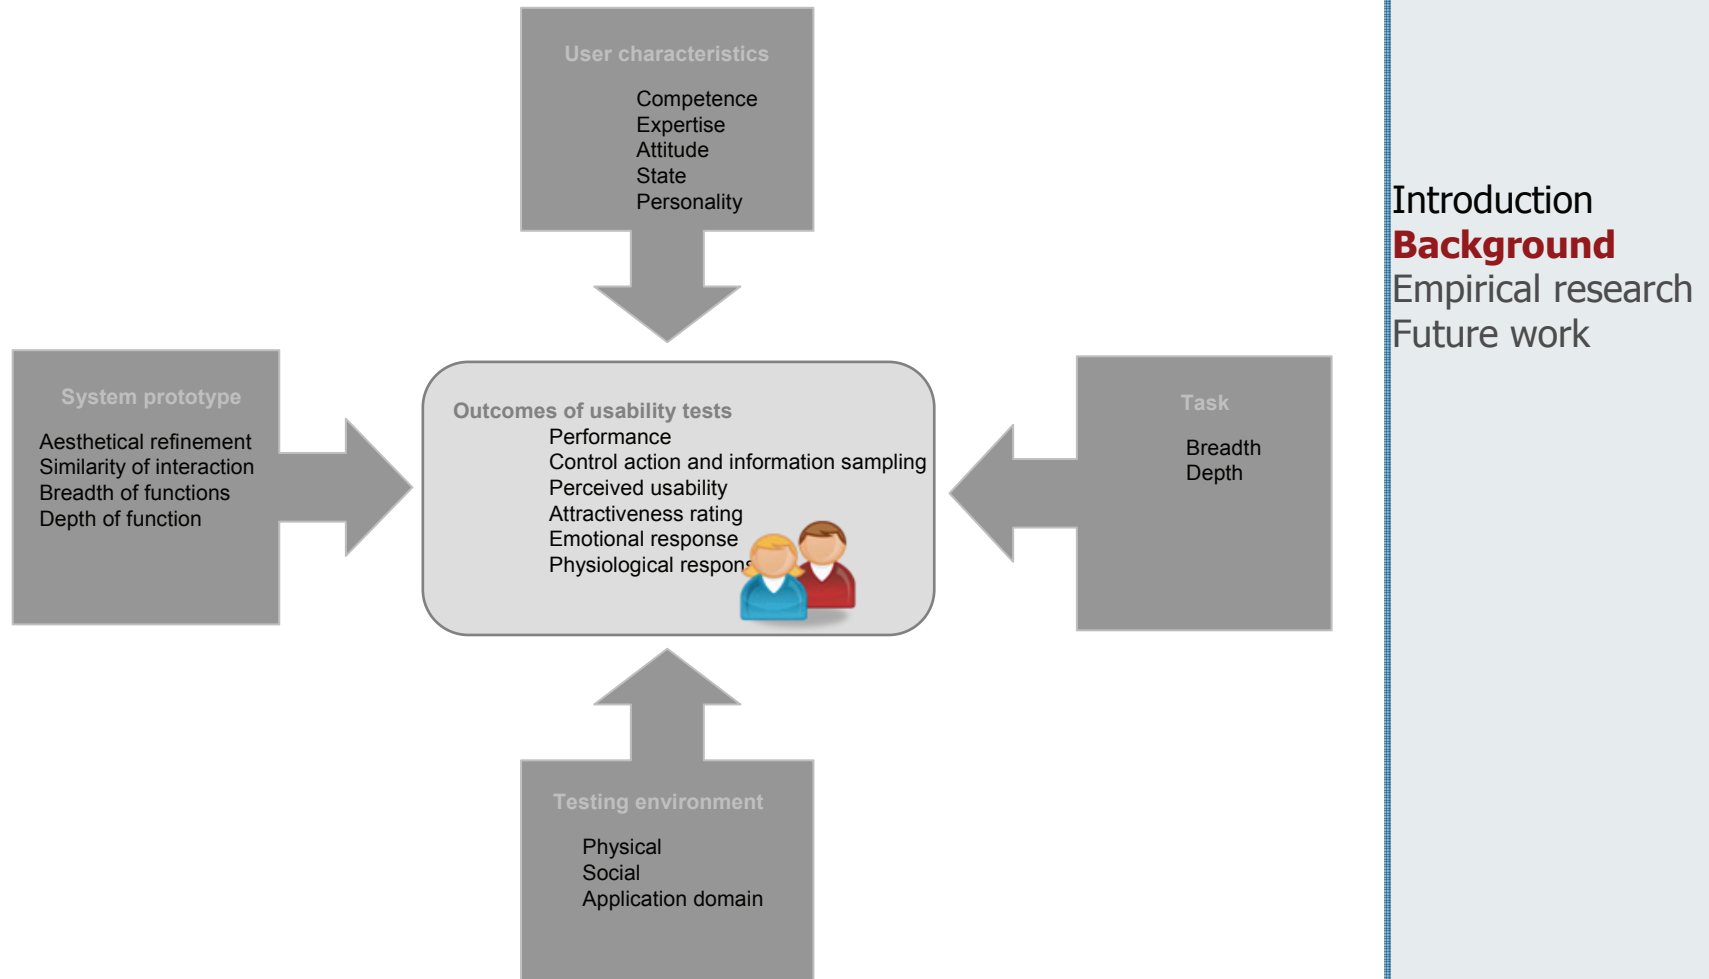 User characteristics
Competence
Expertise
Attitude
State
Personality
System prototype
Aesthetical refinement
Similarity of interaction
Breadth of functions
Depth of function
Outcomes of usability tests
Performance
Control action and information sampling
Perceived usability
Attractiveness rating
Emotional response
Physiological respons
Task
Breadth
Depth
Testing environment
Physical
Social
Application domain
Introduction
Background
Empirical research
Future work